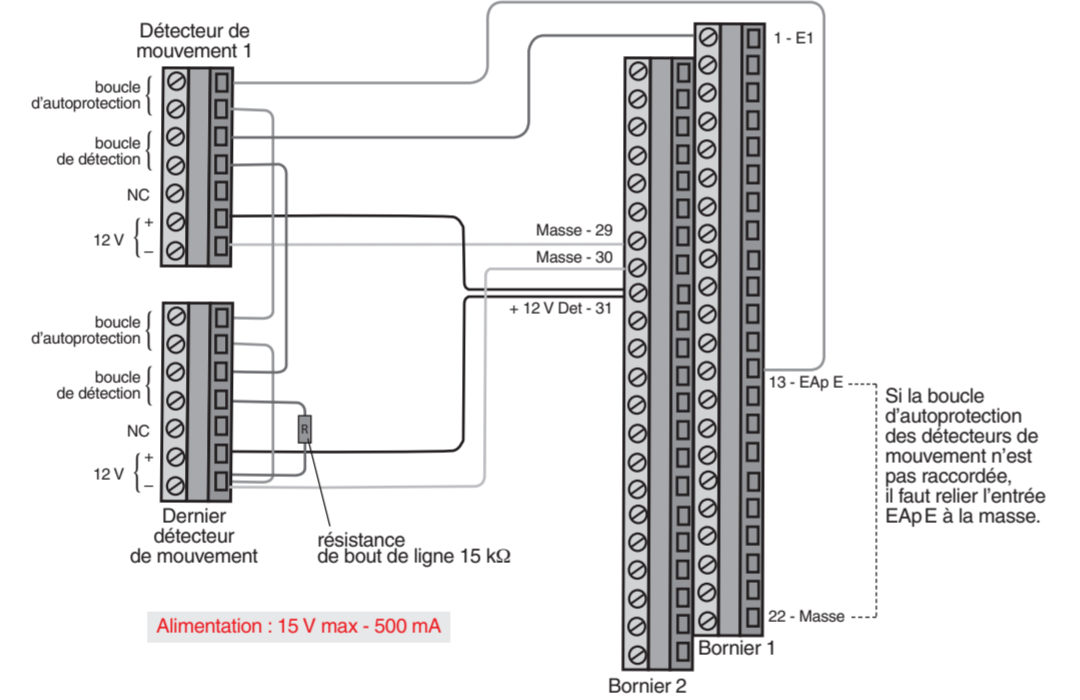 Détecteur de
mouvement 1
boucle
d'autoprotection
boucle
de détection
NC
+
12 V
–
1 - E1
Masse - 29
Masse - 30
+ 12 V Det - 31
boucle
d'autoprotection
boucle
de détection
NC
+
12 V
–
R
Dernier
détecteur
de mouvement
résistance
de bout de ligne 15 kΩ
13 - EAp E
Si la boucle
d'autoprotection
des détecteurs de
mouvement n'est
pas raccordée,
il faut relier l'entrée
EAp E à la masse.
22 - Masse
Alimentation : 15 V max - 500 mA
Bornier 1
Bornier 2